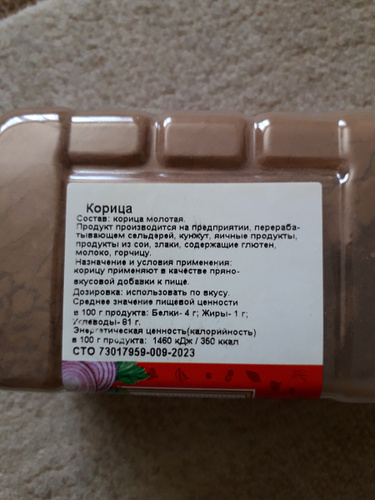 Корица
Состав: корица молотая.
Продукт производится на предприятии, перераба-
тывающем сельдерей, кунжут, яичные продукты,
продукты из сои, злаки, содержащие глютен,
молоко, горчицу.
Назначение и условия применения:
корицу применяют в качестве пряно-
вкусовой добавки к пище.
Дозировка: использовать по вкусу.
Среднее значение пищевой ценности
в 100 г продукта: Белки- 4 г; Жиры- 1 г;
Углеводы- 81 г.
Энергетическая ценность(калорийность)
в 100 г продукта: 1460 кДж / 350 ккал
СТО 73017959-009-2023